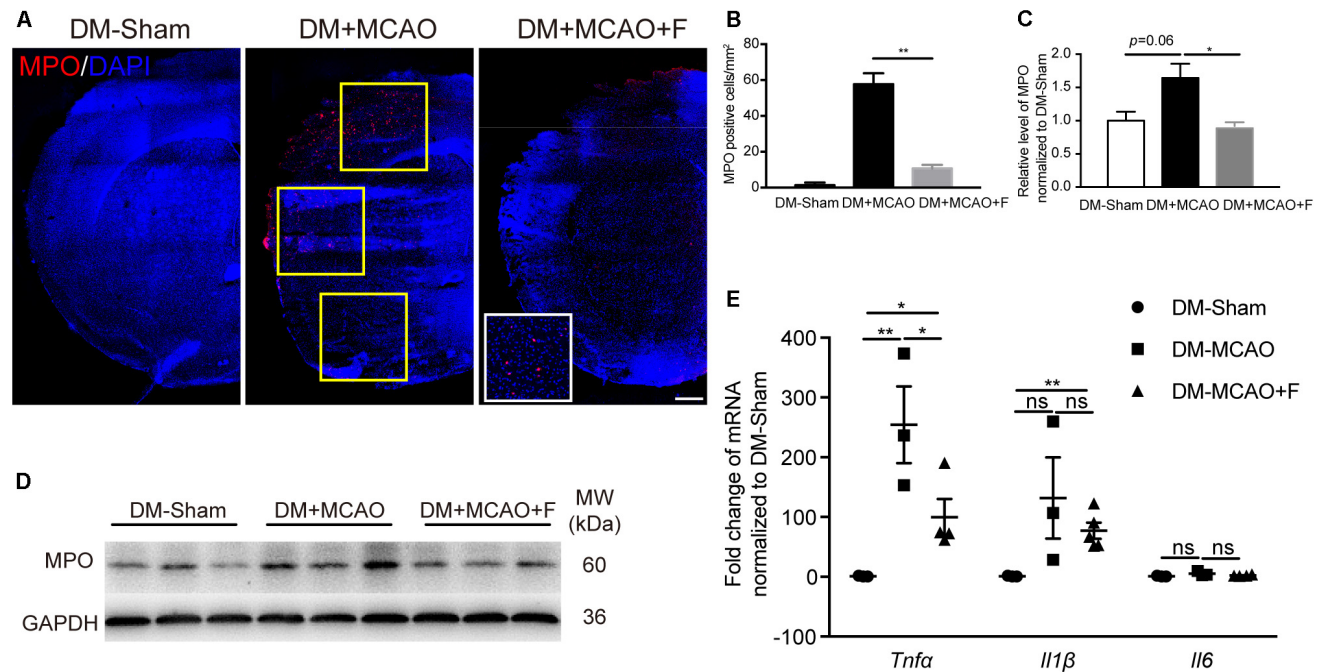 A
DM-Sham
DM+MCAO
DM+MCAO+F
MPO/DAPI
B
MPO positive cells/mm²
80
60
40
20
0
**
DM-Sham DM+MCAO DM+MCAO+F
C
Relative level of MPO
normalized to DM-Sham
2.0
1.5
1.0
0.5
0.0
p=0.06
*
DM-Sham DM+MCAO DM+MCAO+F
D
DM-Sham DM+MCAO DM+MCAO+F
MW
(kDa)
MPO
60
GAPDH
36
E
Fold change of mRNA
normalized to DM-Sham
400
300
200
100
0
-100
*
** *
**
ns ns
ns ns
Tnfα Il1β Il6
DM-Sham
DM-MCAO
DM-MCAO+F